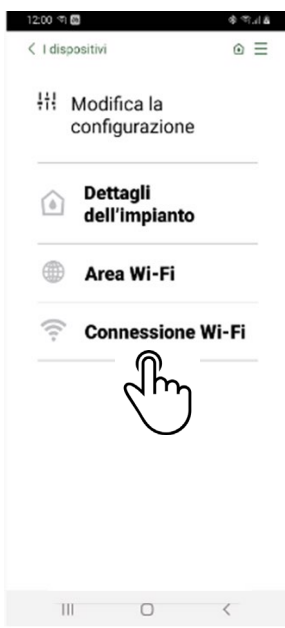 12:00
I dispositivi
Modifica la
configurazione
Dettagli
dell'impianto
Area Wi-Fi
Connessione Wi-Fi